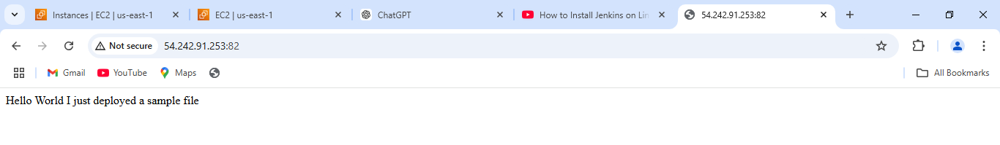 Instances | EC2 | us-east-1
EC2 | us-east-1
ChatGPT
How to Install Jenkins on Lin
54.242.91.253:82
Not secure
54.242.91.253:82
Gmail
YouTube
Maps
All Bookmarks
Hello World I just deployed a sample file